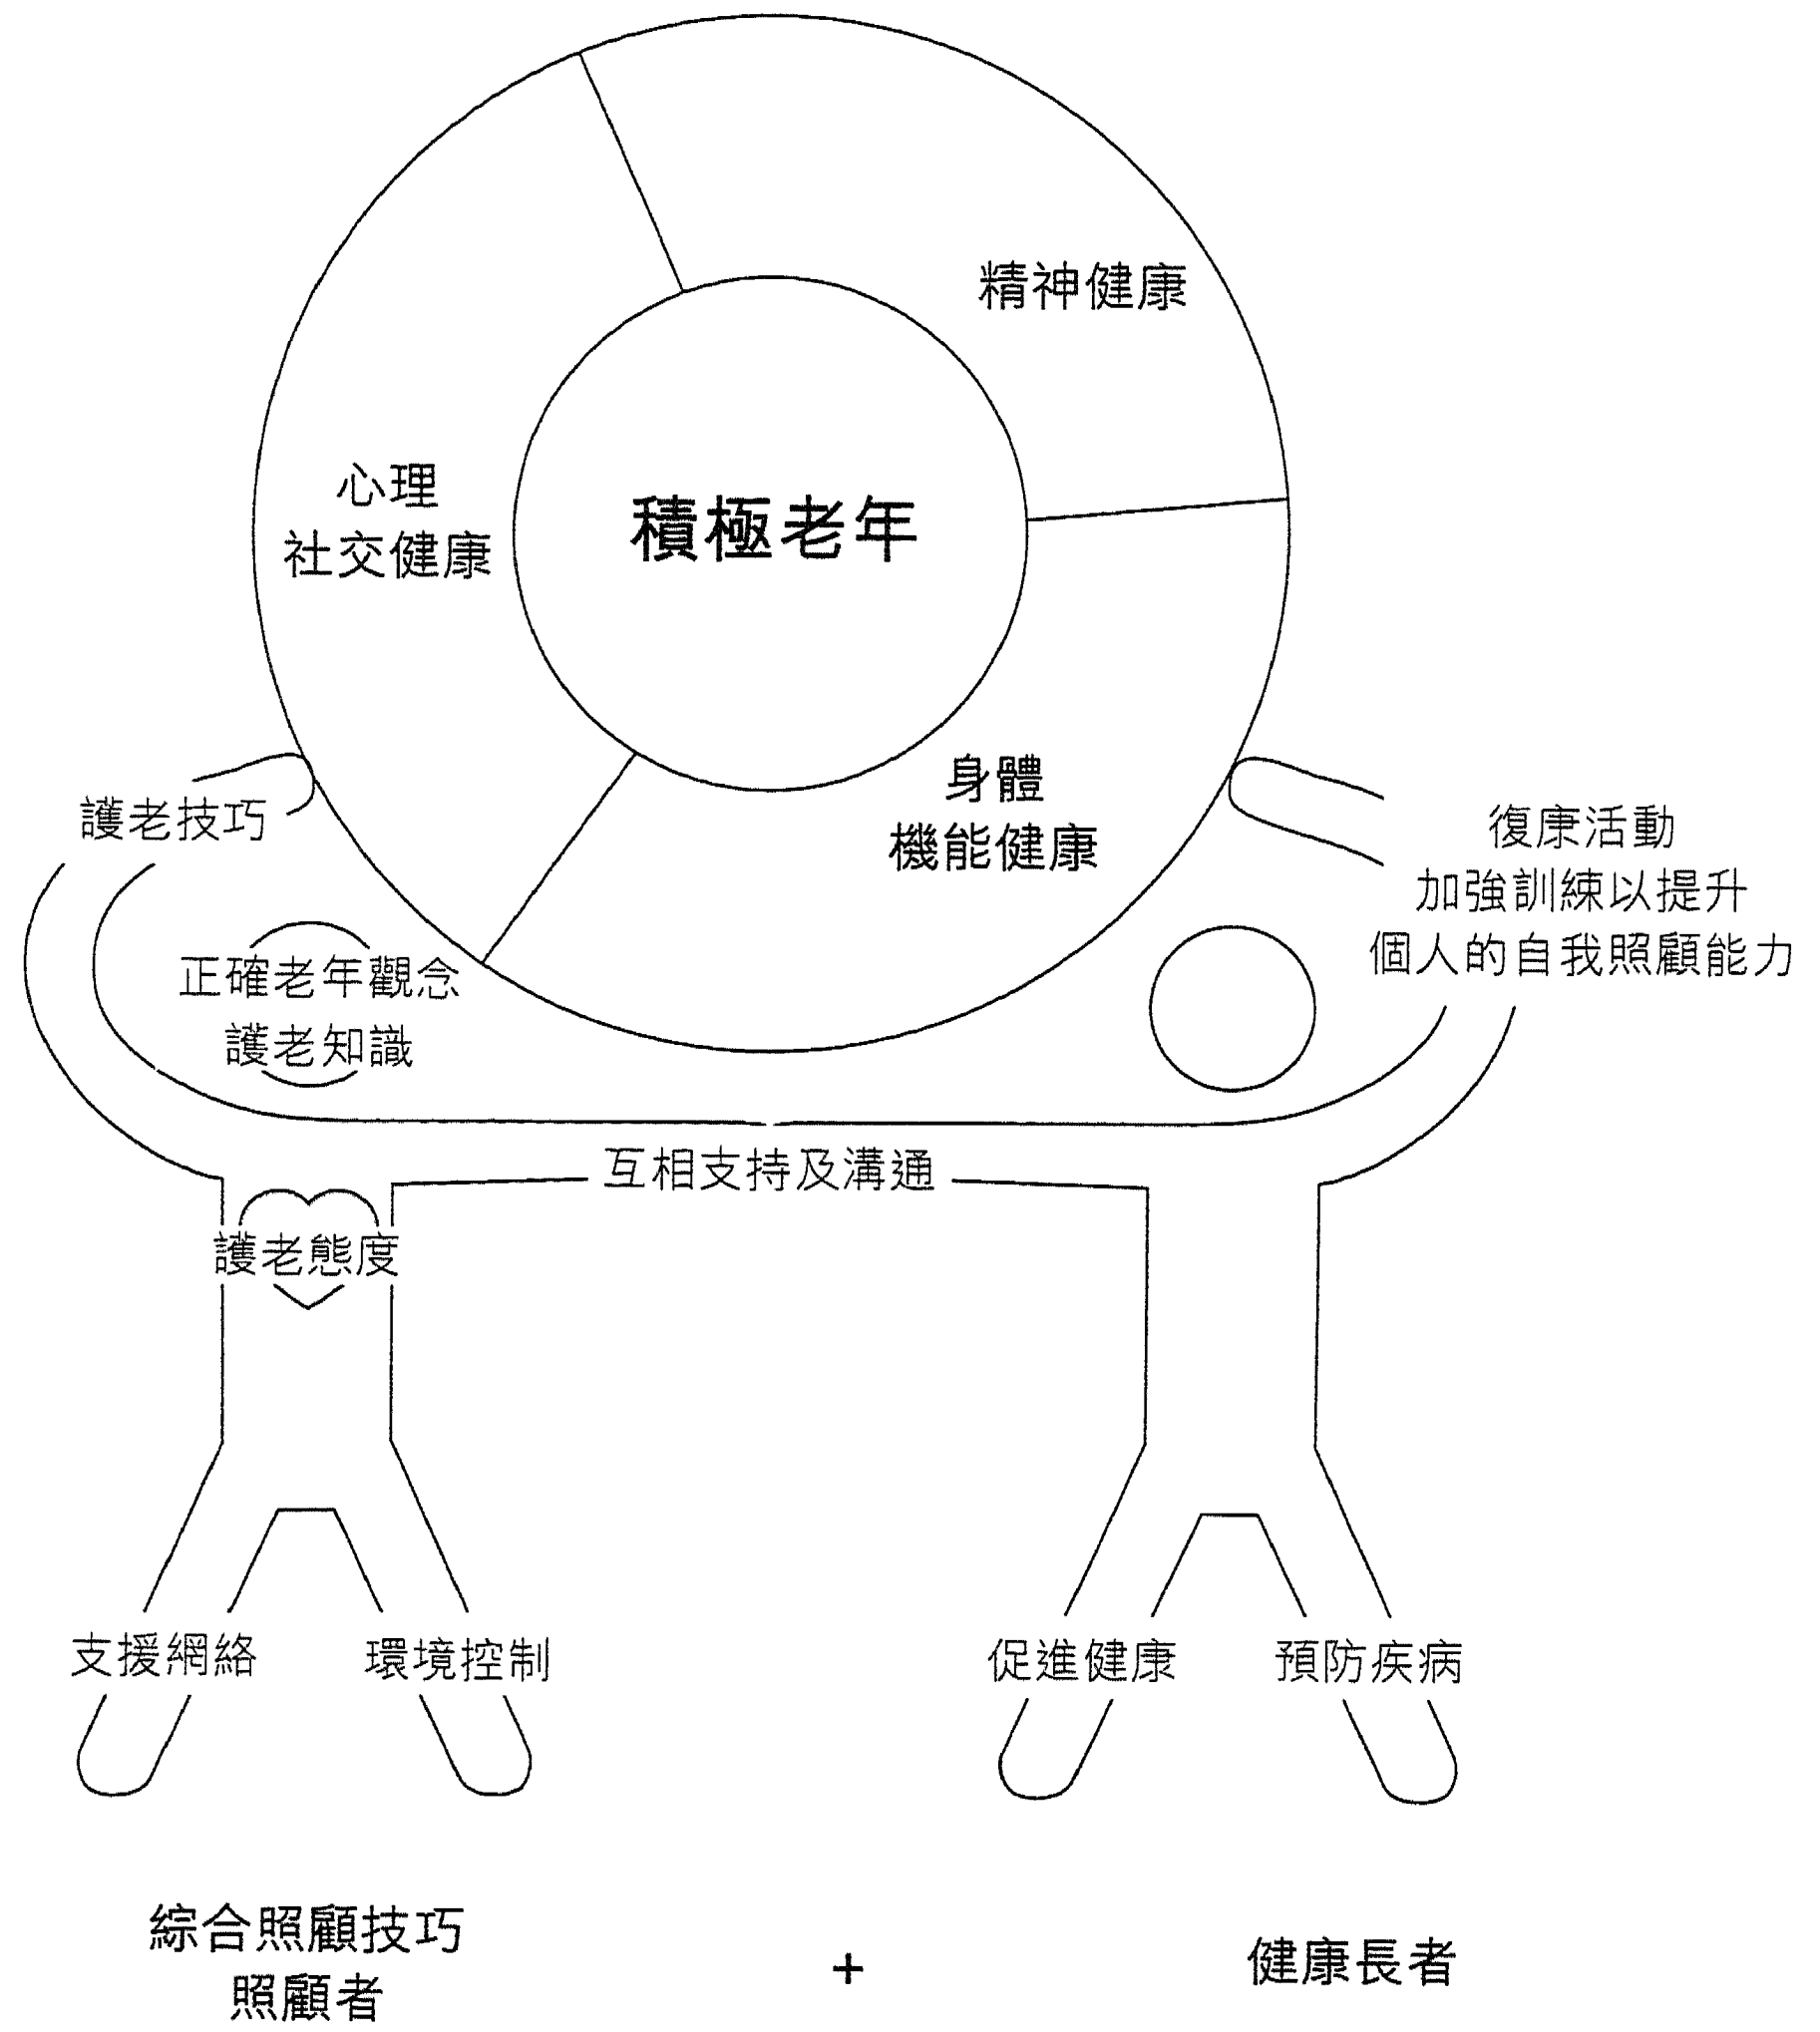 精神健康
心理
社交健康
積極老年
身體
機能健康
護老技巧
復康活動
加強訓練以提升
個人的自我照顧能力
正確老年觀念
護老知識
互相支持及溝通
護老態度
支援網絡
環境控制
促進健康
預防疾病
綜合照顧技巧
照顧者
+
健康長者